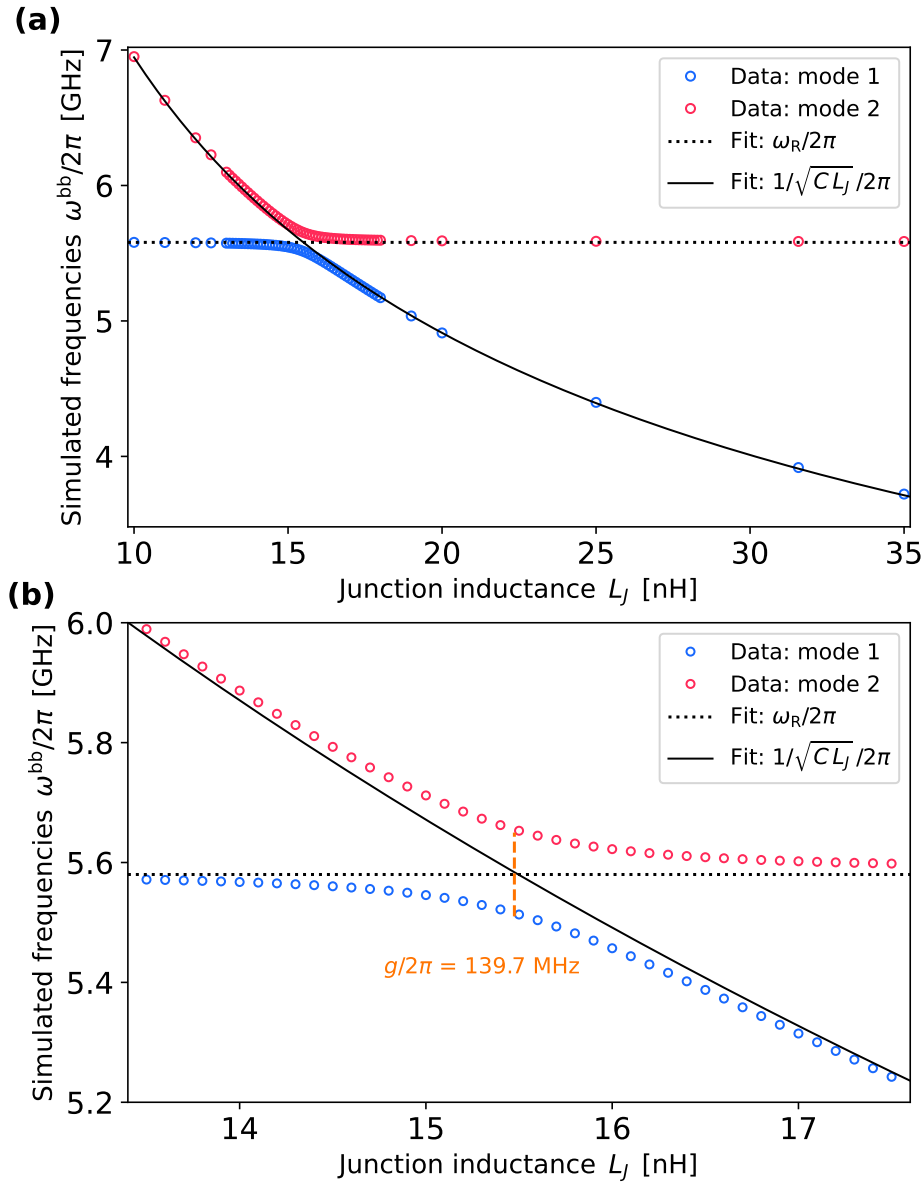 (a)
Simulated frequencies ω^bb/2π [GHz]
7
6
5
4
Data: mode 1
Data: mode 2
Fit: ω_R/2π
Fit: 1/√(C L_J)/2π
10 15 20 25 30 35
Junction inductance L_J [nH]
(b)
Simulated frequencies ω^bb/2π [GHz]
6.0
5.8
5.6
5.4
5.2
Data: mode 1
Data: mode 2
Fit: ω_R/2π
Fit: 1/√(C L_J)/2π
g/2π = 139.7 MHz
14 15 16 17
Junction inductance L_J [nH]